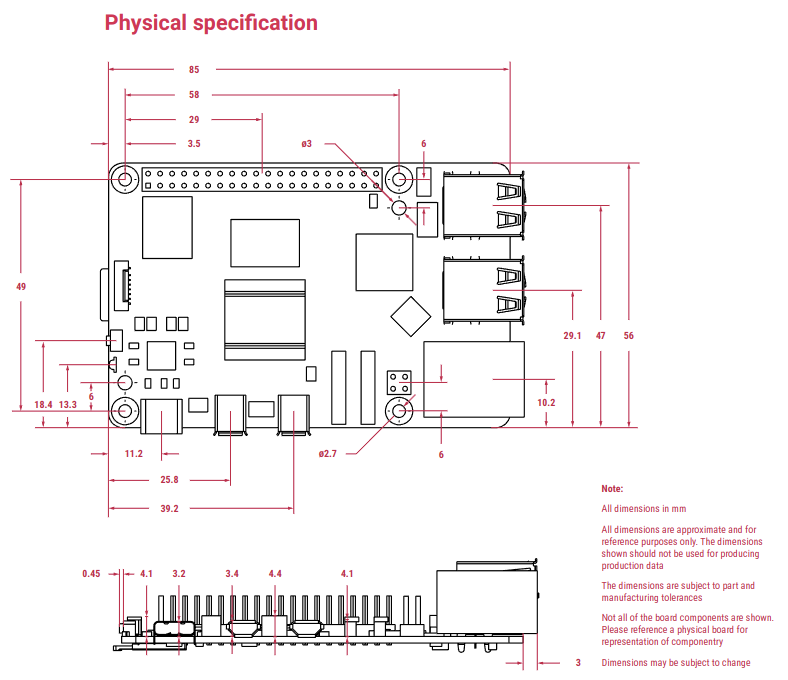 Physical specification
85
58
29
3.5
ø3
6
49
29.1
47
56
6
18.4
13.3
10.2
11.2
ø2.7
6
25.8
39.2
Note:
All dimensions in mm
All dimensions are approximate and for
reference purposes only. The dimensions
shown should not be used for producing
production data
The dimensions are subject to part and
manufacturing tolerances
Not all of the board components are shown.
Please reference a physical board for
representation of componentry
Dimensions may be subject to change
0.45
4.1
3.2
3.4
4.4
4.1
3